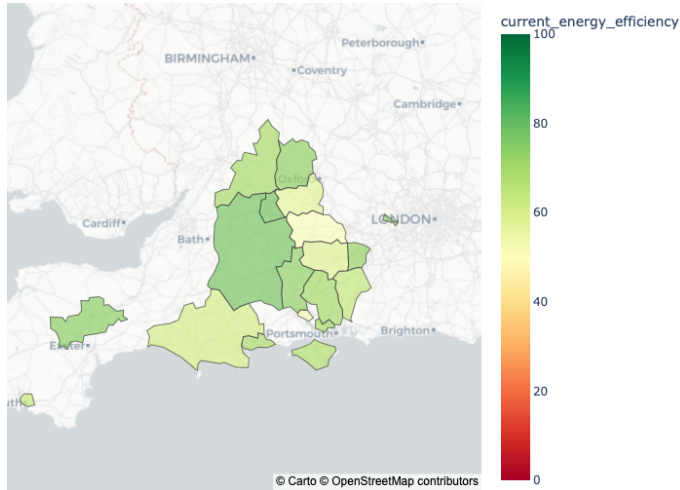 current_energy_efficiency
Peterborough
BIRMINGHAM
Coventry
Cambridge
Oxford
LONDON
Cardiff
Bath
Exeter
Portsmouth
Brighton
100
80
60
40
20
0
© Carto © OpenStreetMap contributors